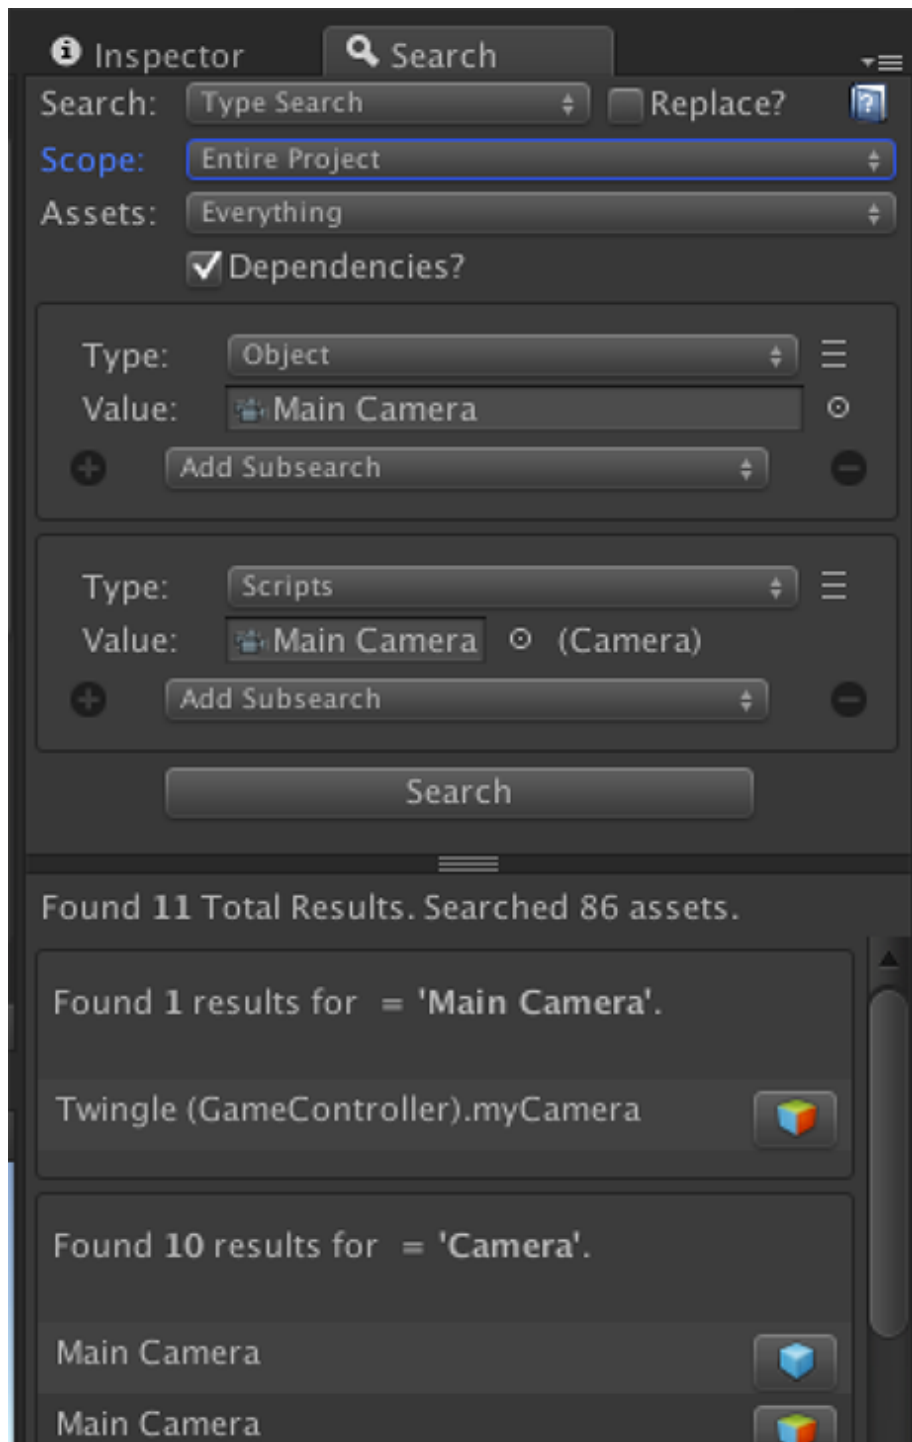 Inspector Search
Search: Type Search Replace?
Scope: Entire Project
Assets: Everything
Dependencies?
Type: Object
Value: Main Camera
Add Subsearch
Type: Scripts
Value: Main Camera (Camera)
Add Subsearch
Search
Found 11 Total Results. Searched 86 assets.
Found 1 results for = 'Main Camera'.
Twingle (GameController).myCamera
Found 10 results for = 'Camera'.
Main Camera
Main Camera